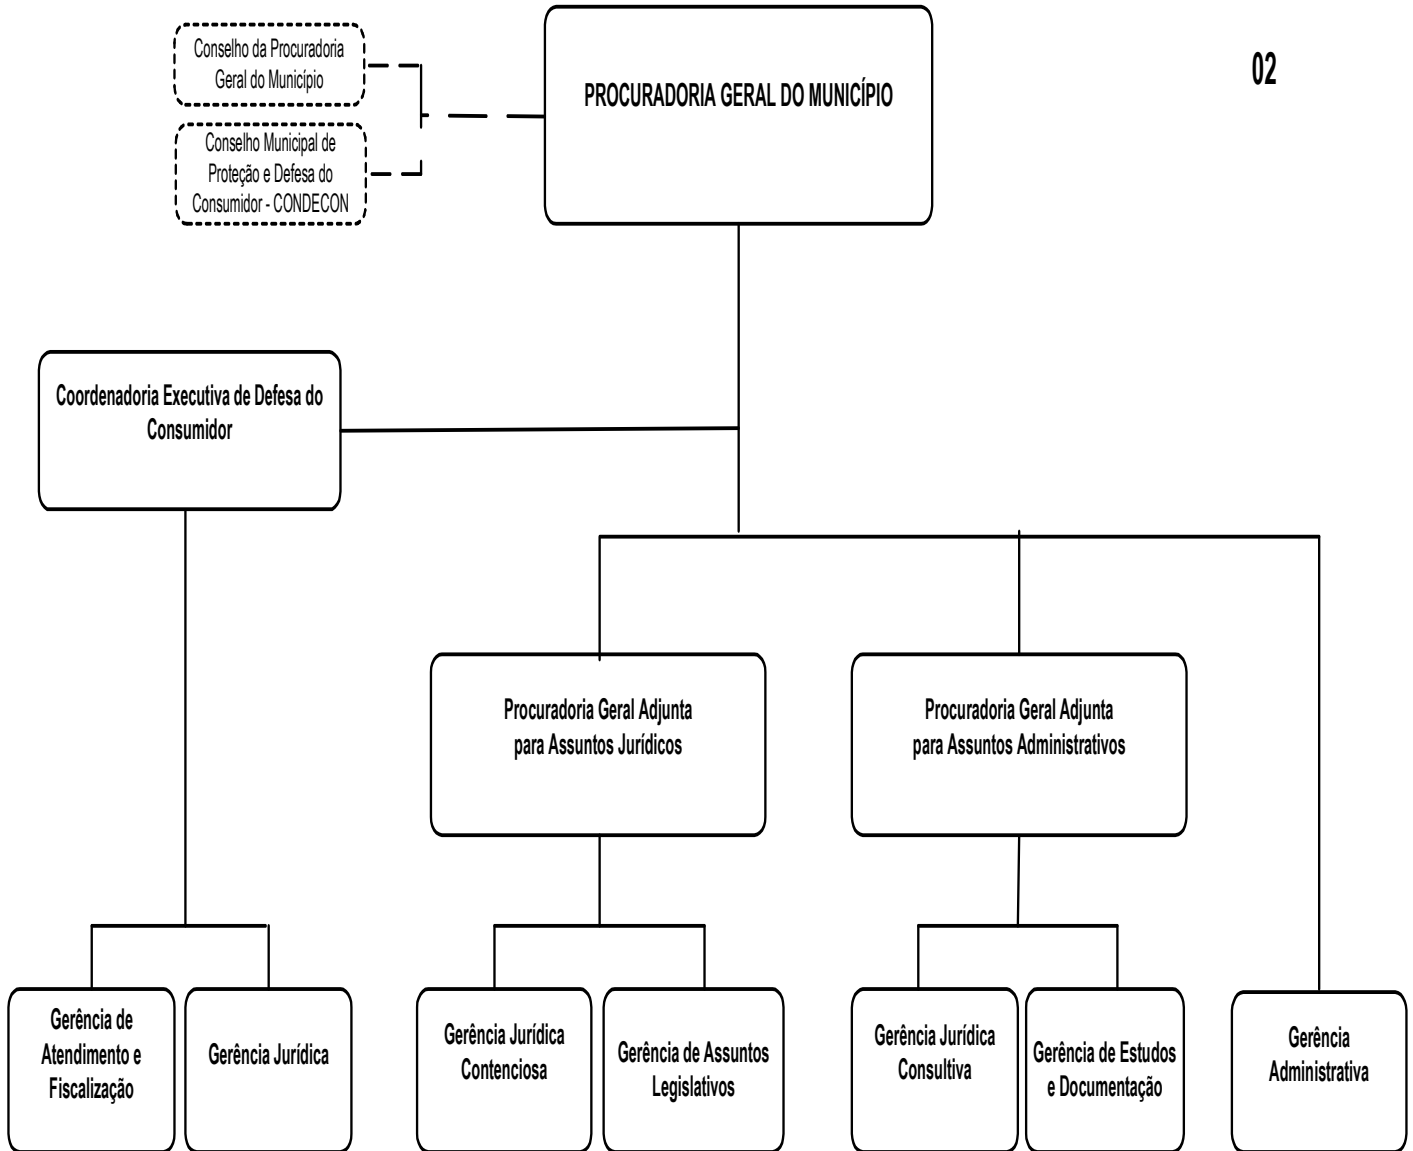 Conselho da Procuradoria
Geral do Município
PROCURADORIA GERAL DO MUNICÍPIO
02
Conselho Municipal de
Proteção e Defesa do
Consumidor - CONDECON
Coordenadoria Executiva de Defesa do
Consumidor
Procuradoria Geral Adjunta
para Assuntos Jurídicos
Procuradoria Geral Adjunta
para Assuntos Administrativos
Gerência de
Atendimento e
Fiscalização
Gerência Jurídica
Gerência Jurídica
Contenciosa
Gerência de Assuntos
Legislativos
Gerência Jurídica
Consultiva
Gerência de Estudos
e Documentação
Gerência
Administrativa